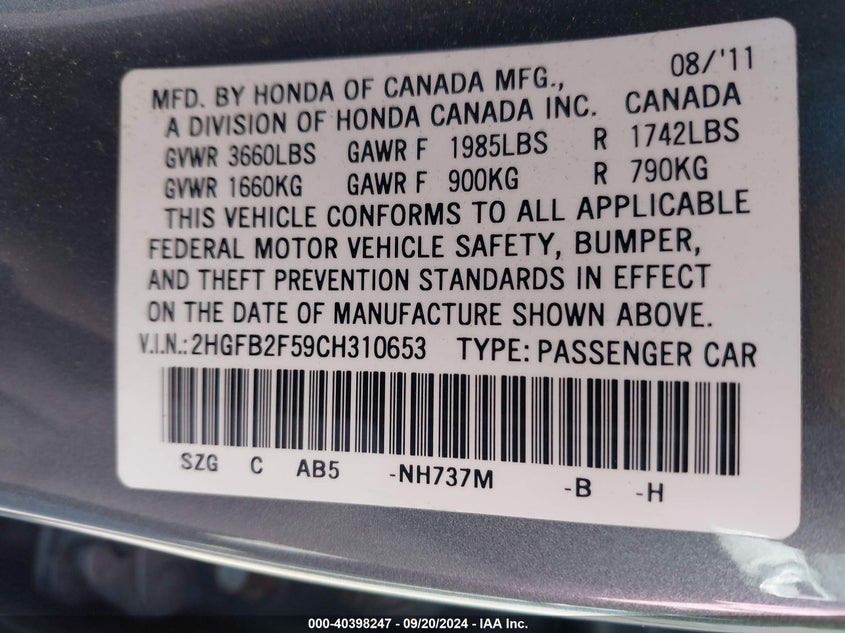 08/'11
MFD. BY HONDA OF CANADA MFG.,
A DIVISION OF HONDA CANADA INC. CANADA
GVWR 3660LBS GAWR F 1985LBS R 1742LBS
GVWR 1660KG GAWR F 900KG R 790KG
THIS VEHICLE CONFORMS TO ALL APPLICABLE
FEDERAL MOTOR VEHICLE SAFETY, BUMPER,
AND THEFT PREVENTION STANDARDS IN EFFECT
ON THE DATE OF MANUFACTURE SHOWN ABOVE.
V.I.N.:2HGFB2F59CH310653 TYPE: PASSENGER CAR
SZG C AB5 -NH737M -B -H
000-40398247 - 09/20/2024 - IAA Inc.